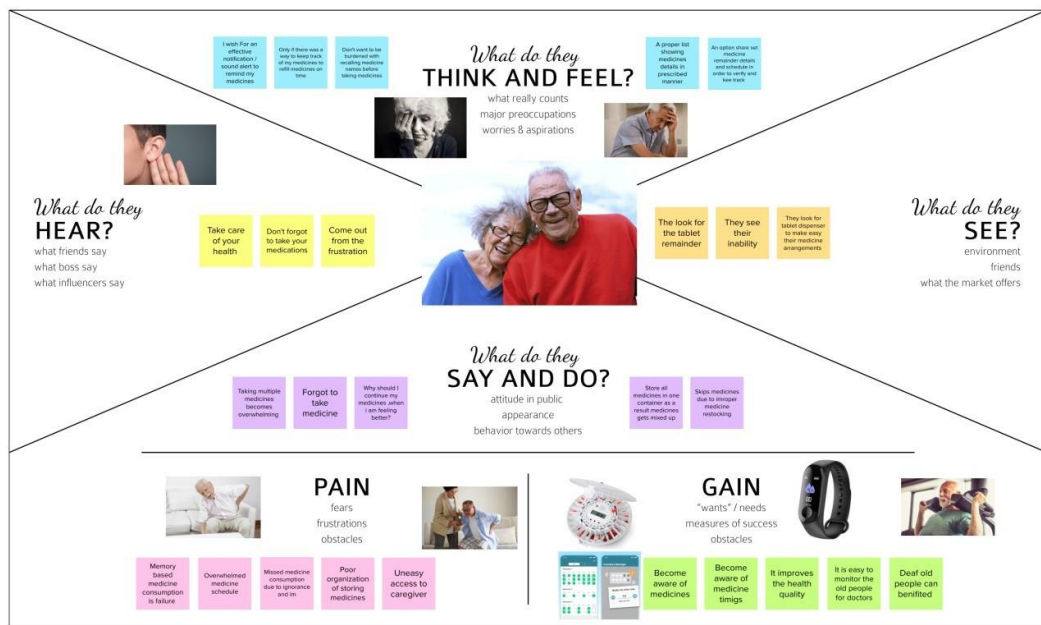 I wish For an
effective
notification /
sound alert to
remind my
medicines
Only if there was a
way to keep track
of my medicines to
refill medicines on
time
Don't want to be
burdened with
recalling medicine
names before
taking medicines
What do they
THINK AND FEEL?
what really counts
major preoccupations
worries & aspirations
A proper list
showing medicines
details in
prescribed
manner
An option share set
medicine
remainder details
and schedule in
order to verify and
kee track
What do they
HEAR?
what friends say
what boss say
what influencers say
Take care
of your
health
Don't forgot
to take your
medications
Come out
from the
frustration
The look for
the tablet
remainder
They see
their
inability
They look for
tablet dispenser
to make easy
their medicine
arrangements
What do they
SEE?
environment
friends
what the market offers
What do they
SAY AND DO?
attitude in public
appearance
behavior towards others
Taking multiple
medicines
becomes
overwhelming
Forgot to
take
medicine
Why should I
continue my
medicines ,when
i am feeling
better?
Store all
medicines in one
container as a
result medicines
gets mixed up
Skips medicines
due to imroper
medicine
restocking
PAIN
fears
frustrations
obstacles
Memory
based
medicine
consumption
is failure
Overwhelmed
medicine
schedule
Missed medicine
consumption
due to ignorance
and im
Poor
organization
of storing
medicines
Uneasy
access to
caregiver
GAIN
"wants" / needs
measures of success
obstacles
Become
aware of
medicines
Become
aware of
medicine
timigs
It improves
the health
quality
It is easy to
monitor the
old people
for doctors
Deaf old
people can
benifited